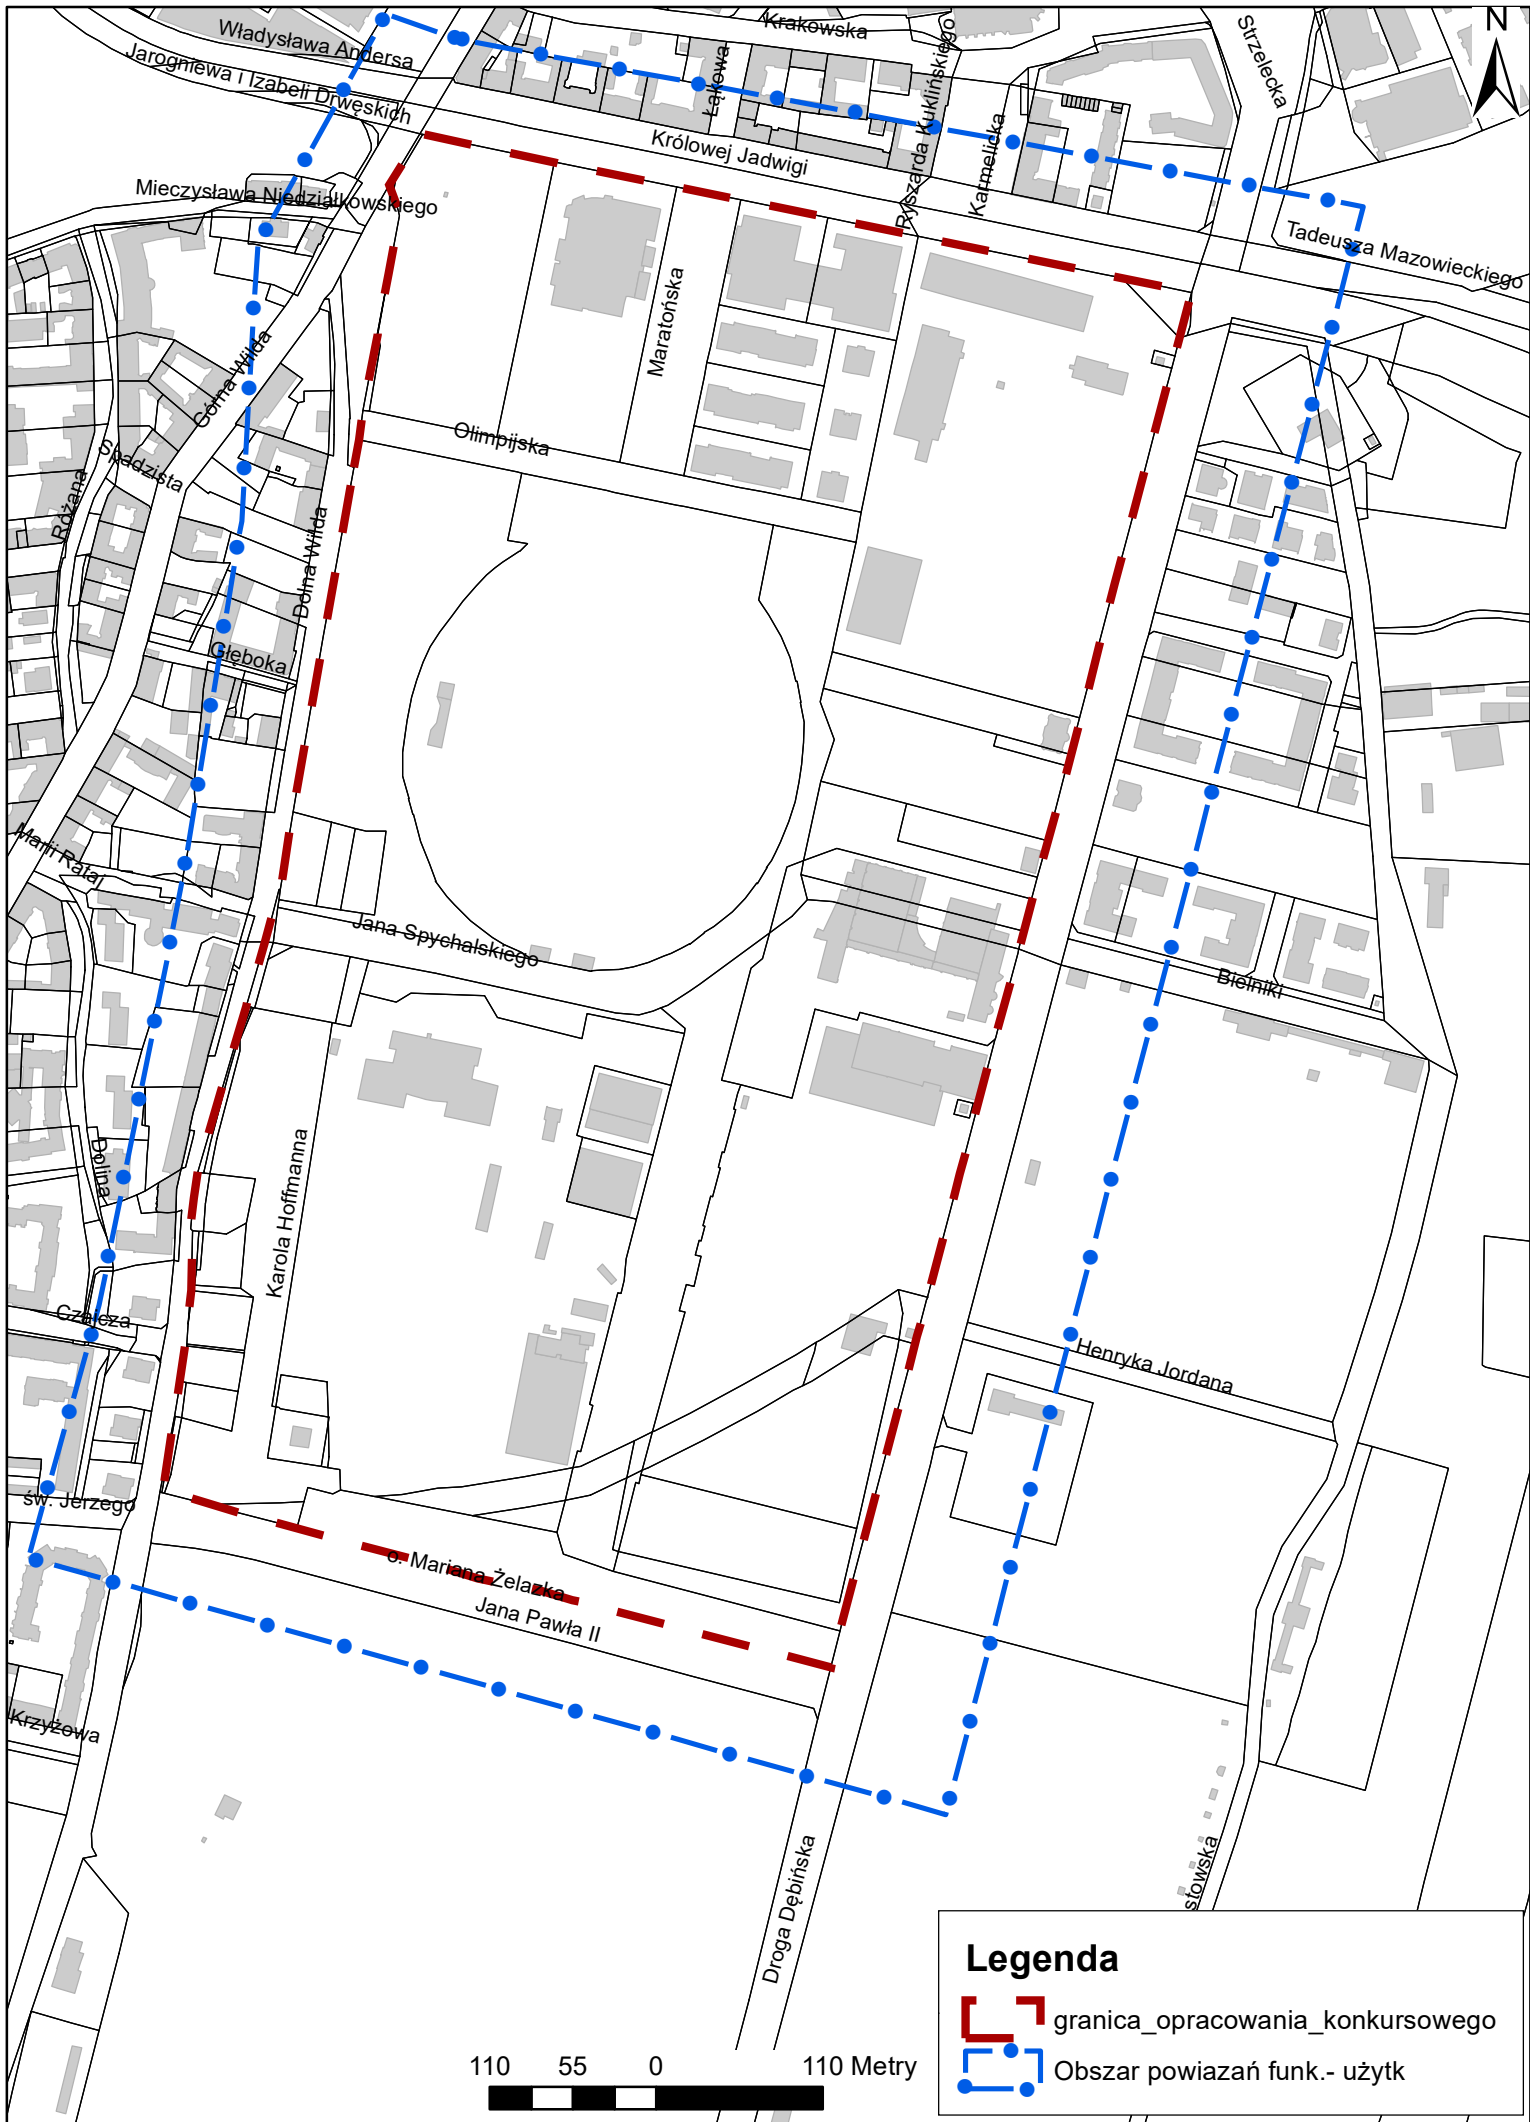 Krakowska
Strzelecka
N
Władysława Andersa
Jarogniewa i Izabeli Drwęskich
Łąkowa
Ryszarda Kuklińskiego
Karmelicka
Królowej Jadwigi
Mieczysława Niedziałkowskiego
Tadeusza Mazowieckiego
Maratońska
Górna Wilda
Olimpijska
Spadzista
Różana
Dolna Wilda
Głęboka
Marii Rataj
Jana Spychalskiego
Bielniki
Dolina
Karola Hoffmanna
Czajcza
Henryka Jordana
św. Jerzego
o. Mariana Żelazka
Jana Pawła II
Krzyżowa
Droga Dębińska
stowska
Legenda
granica_opracowania_konkursowego
Obszar powiazań funk.- użytk
110 55 0 110 Metry